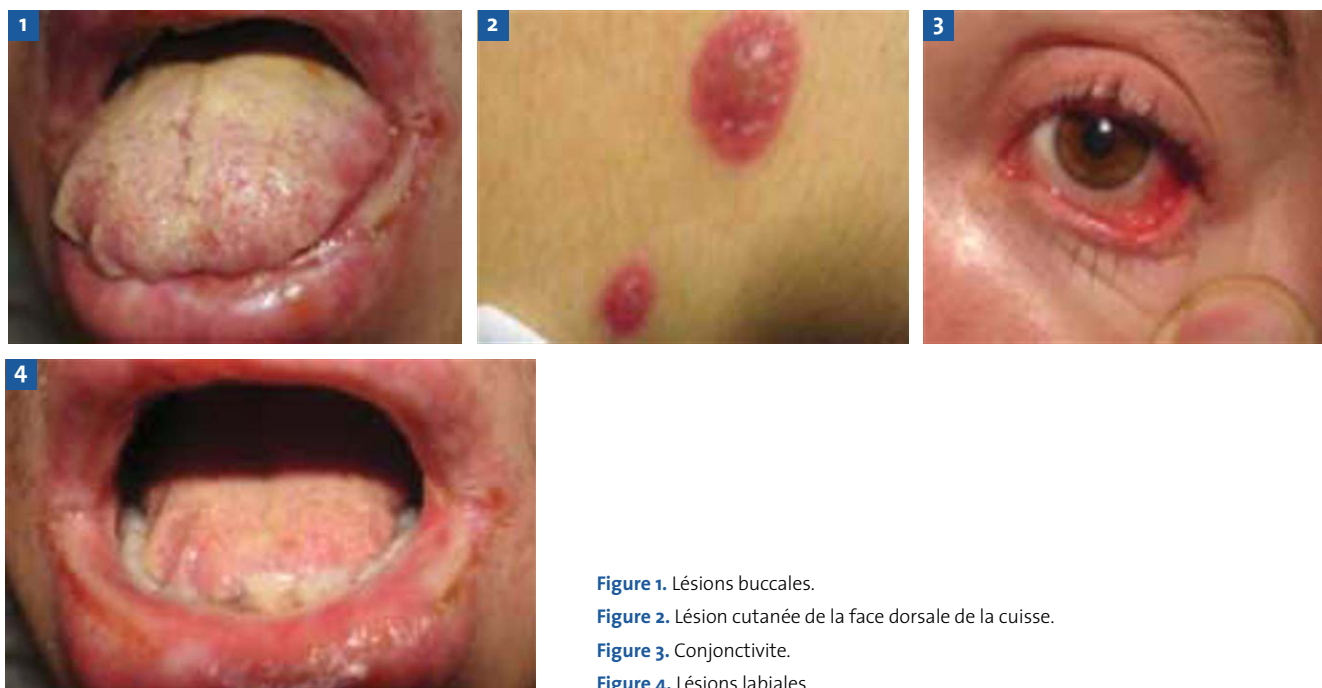 1
2
3
4
Figure 1. Lésions buccales.
Figure 2. Lésion cutanée de la face dorsale de la cuisse.
Figure 3. Conjonctivite.
Figure 4. Lésions labiales